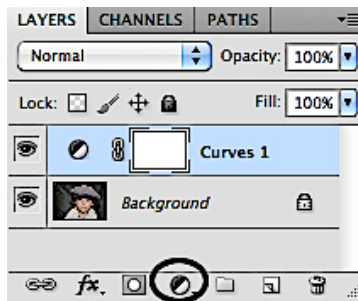 LAYERS CHANNELS PATHS
Normal Opacity: 100%
Lock: Fill: 100%
Curves 1
Background
fx.